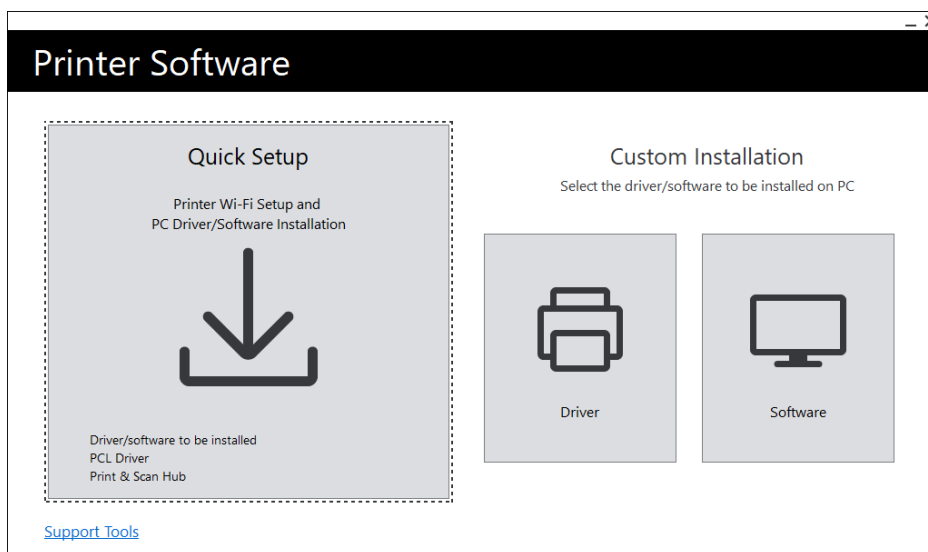 Printer Software
Quick Setup
Printer Wi-Fi Setup and
PC Driver/Software Installation
Driver/software to be installed
PCL Driver
Print & Scan Hub
Custom Installation
Select the driver/software to be installed on PC
Driver
Software
Support Tools